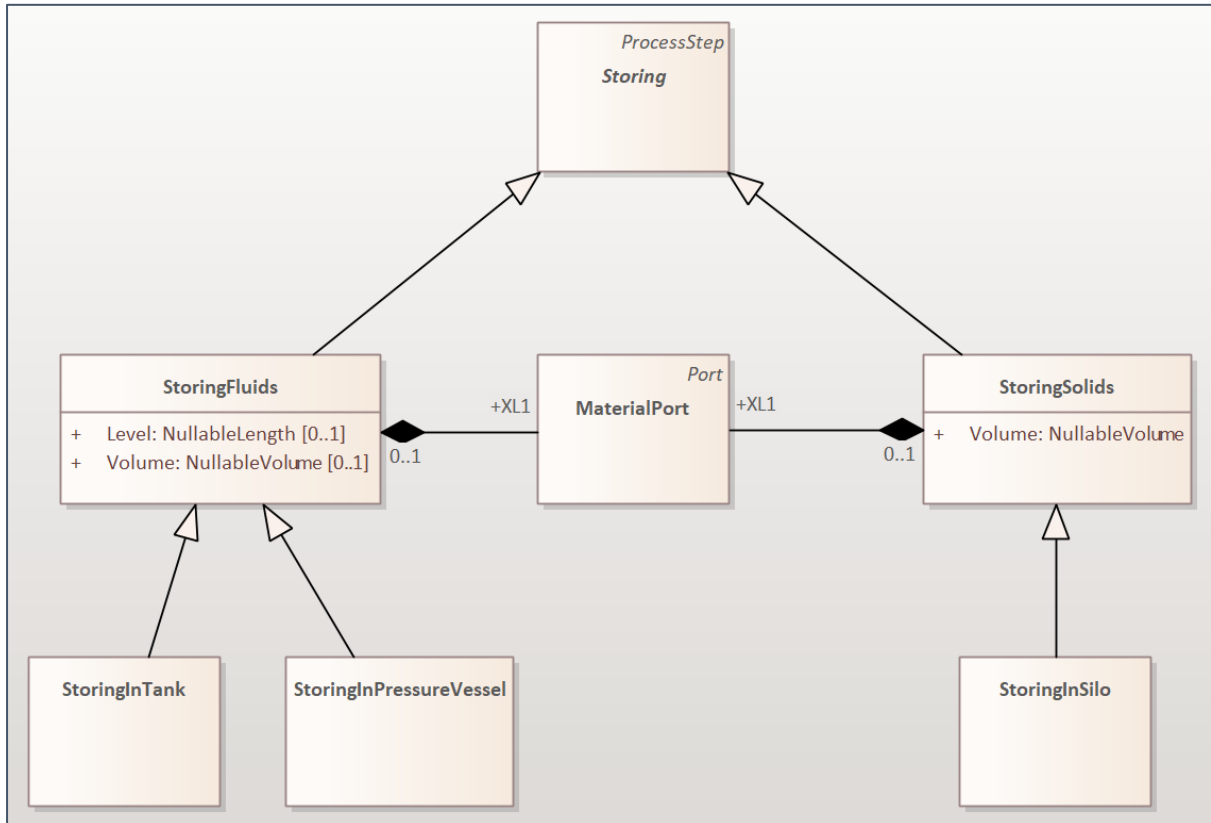 ProcessStep
Storing
StoringFluids
+ Level: NullableLength [0..1]
+ Volume: NullableVolume [0..1]
0..1
+XL1
Port
MaterialPort
+XL1
0..1
StoringSolids
+ Volume: NullableVolume
StoringInTank
StoringInPressureVessel
StoringInSilo